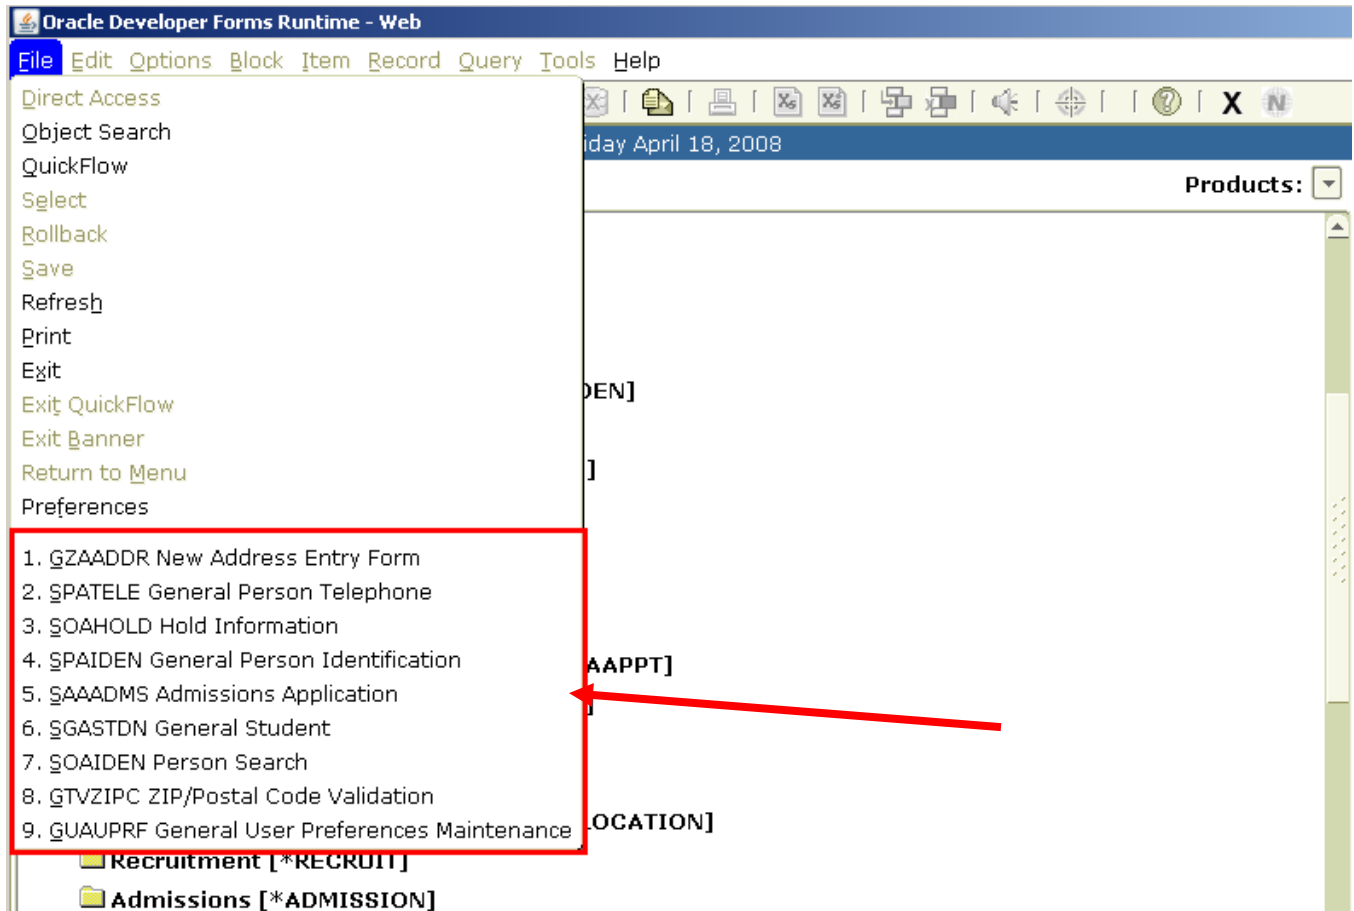 Oracle Developer Forms Runtime - Web
File Edit Options Block Item Record Query Tools Help
Direct Access
Object Search
iday April 18, 2008
QuickFlow
Products:
Select
Rollback
Save
Refresh
Print
Exit
DEN]
Exit QuickFlow
Exit Banner
Return to Menu
]
Preferences
1. GZAADDR New Address Entry Form
2. SPATELE General Person Telephone
3. SOAHOLD Hold Information
4. SPAIDEN General Person Identification
AAPPT]
5. SAAADMS Admissions Application
]
6. SGASTDN General Student
7. SOAIDEN Person Search
8. GTVZIPC ZIP/Postal Code Validation
9. GUAUPRF General User Preferences Maintenance
LOCATION]
Recruitment [*RECRUIT]
Admissions [*ADMISSION]